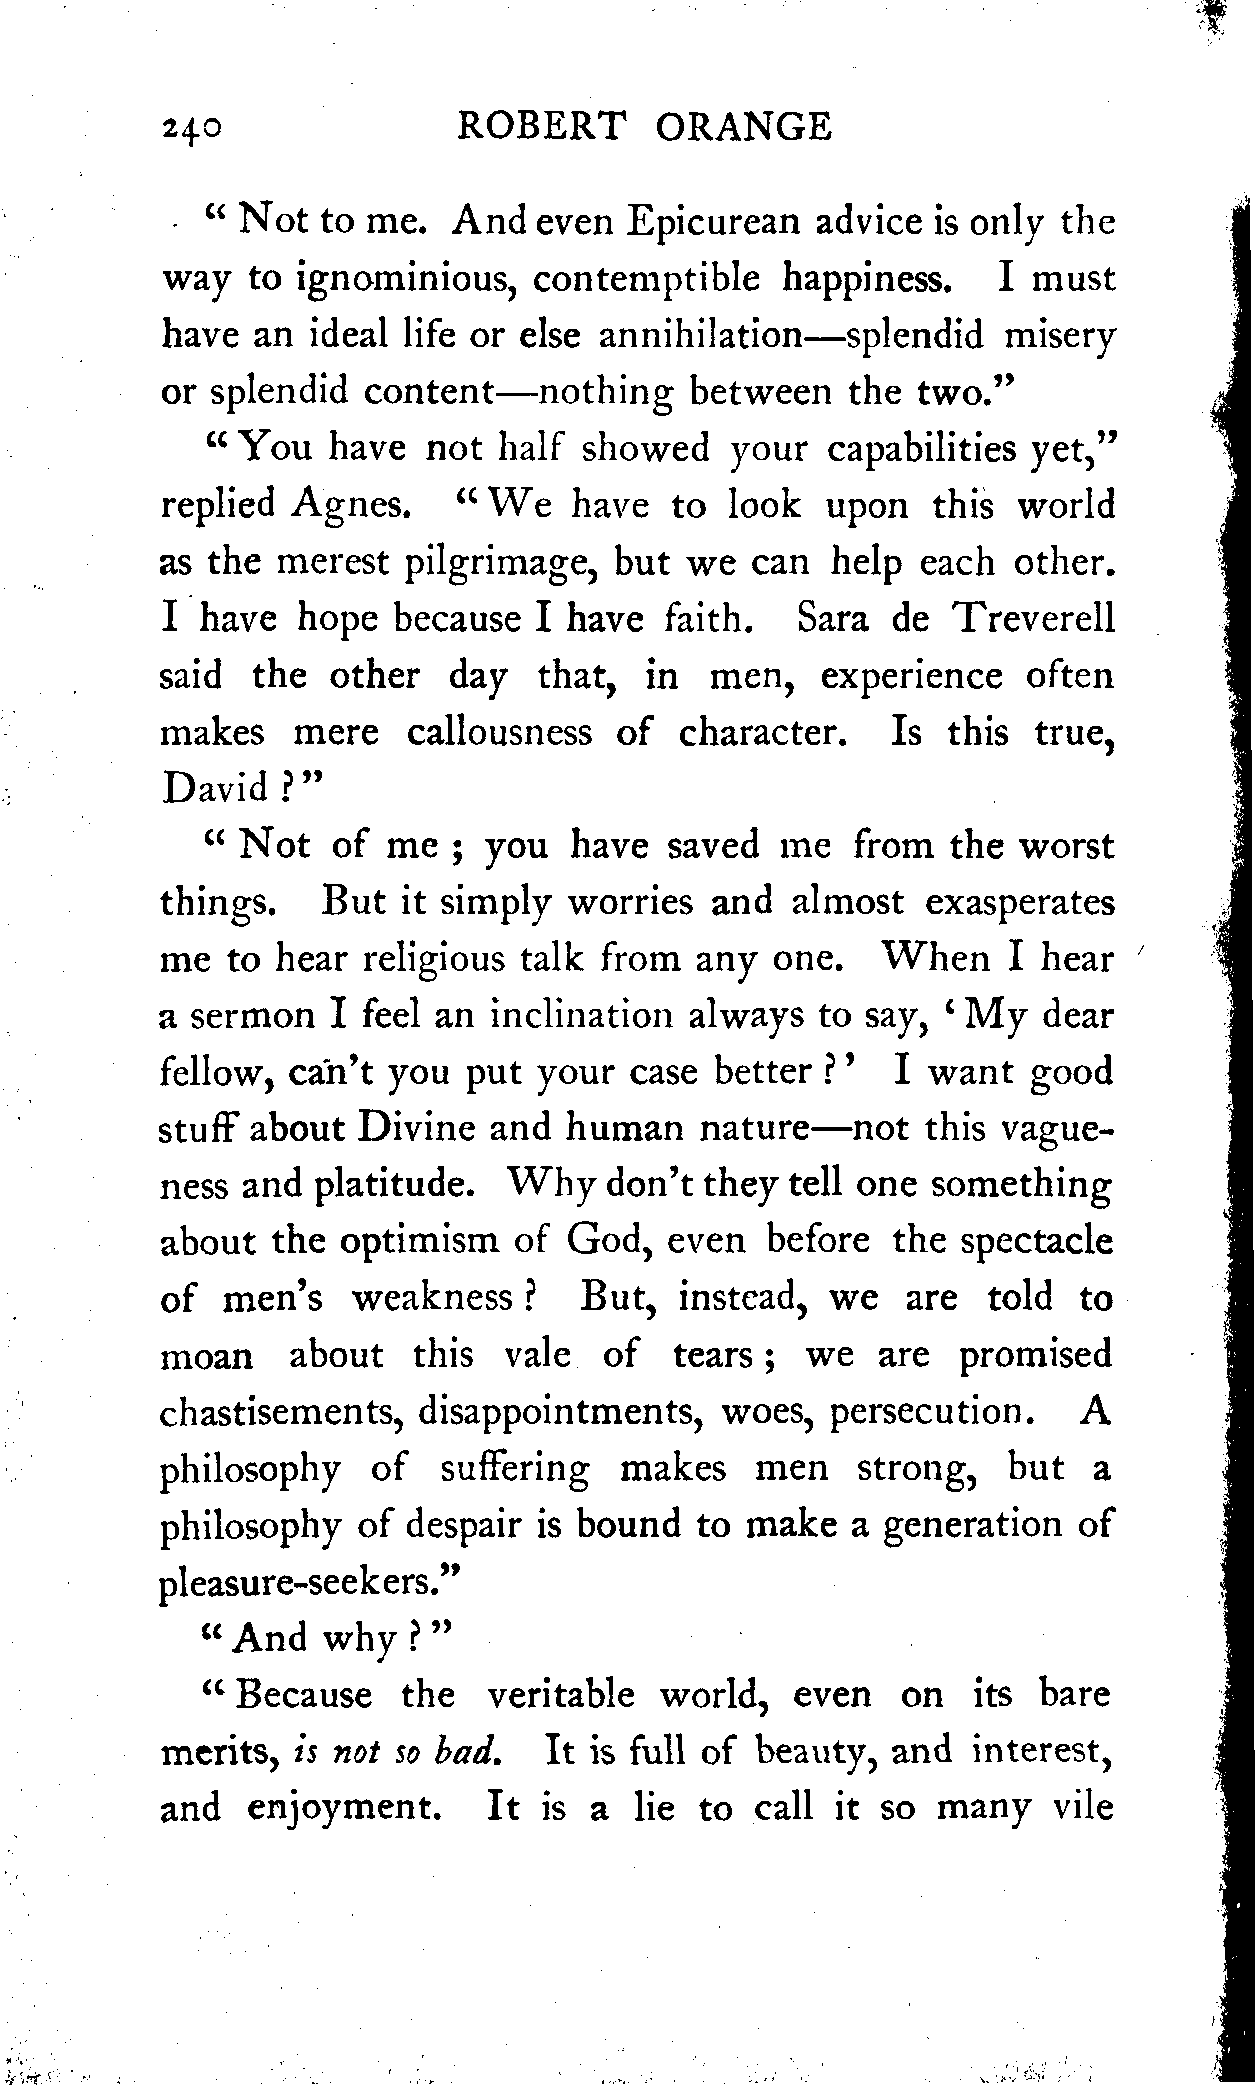 240 ROBERT ORANGE
“ Not to me. And even Epicurean advice is only the
way to ignominious, contemptible happiness. I must
have an ideal life or else annihilation—splendid misery
or splendid content—nothing between the two.”
“ You have not half showed your capabilities yet,”
replied Agnes. “ We have to look upon this world
as the merest pilgrimage, but we can help each other.
I have hope because I have faith. Sara de Treverell
said the other day that, in men, experience often
makes mere callousness of character. Is this true,
David ?”
“ Not of me ; you have saved me from the worst
things. But it simply worries and almost exasperates
me to hear religious talk from any one. When I hear
a sermon I feel an inclination always to say, ‘ My dear
fellow, can’t you put your case better ? ’ I want good
stuff about Divine and human nature—not this vague-
ness and platitude. Why don’t they tell one something
about the optimism of God, even before the spectacle
of men’s weakness ? But, instead, we are told to
moan about this vale of tears ; we are promised
chastisements, disappointments, woes, persecution. A
philosophy of suffering makes men strong, but a
philosophy of despair is bound to make a generation of
pleasure-seekers.”
“ And why ? ”
“ Because the veritable world, even on its bare
merits, is not so bad. It is full of beauty, and interest,
and enjoyment. It is a lie to call it so many vile